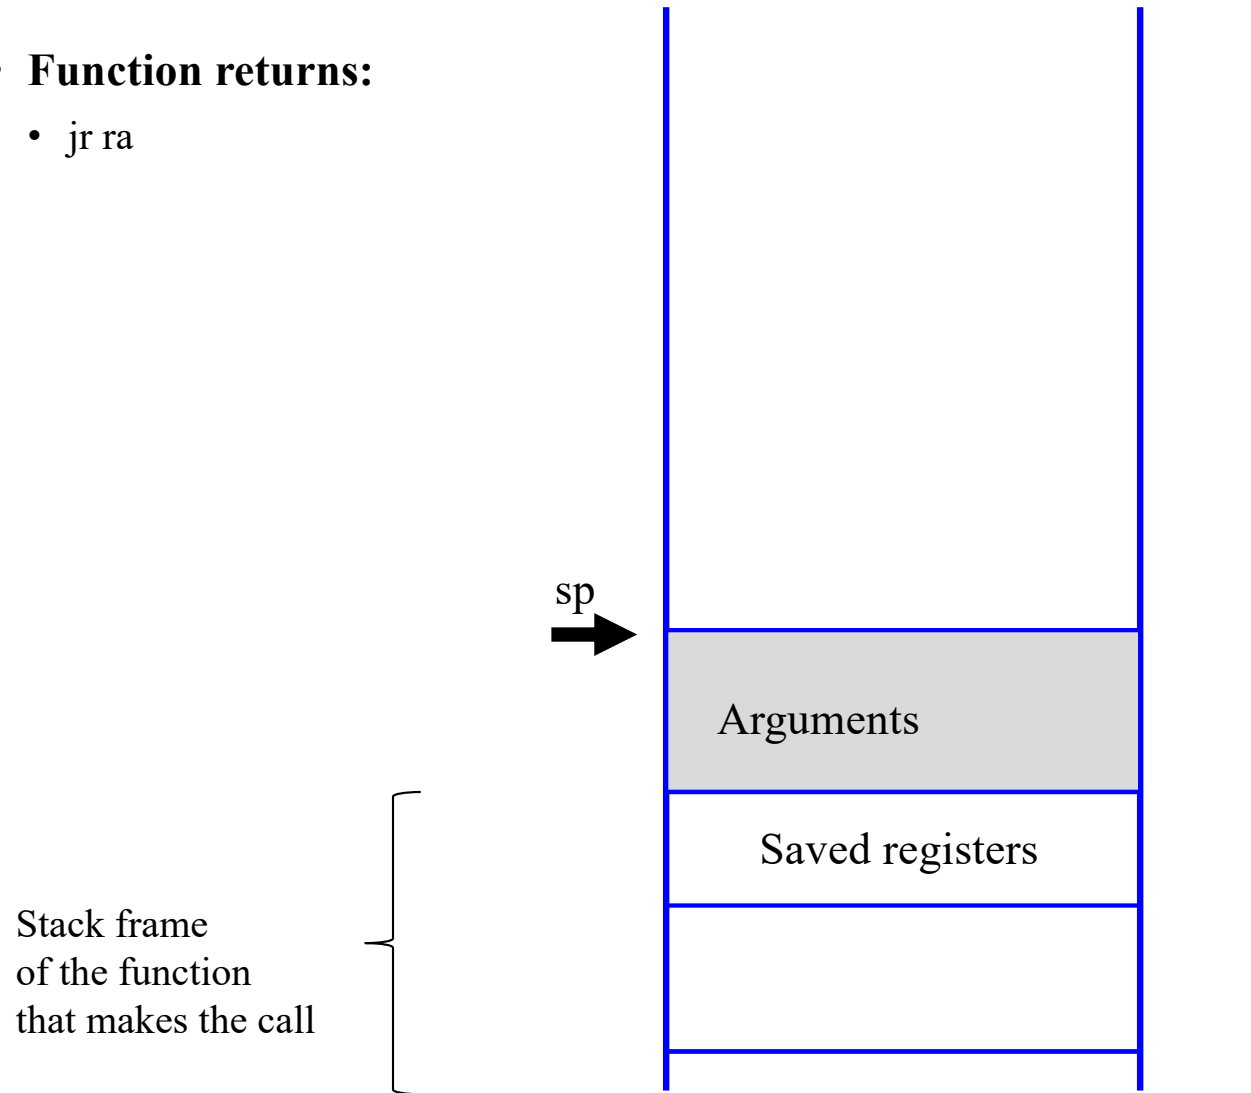 • Function returns:
• jr ra
sp
Arguments
Saved registers
Stack frame
of the function
that makes the call